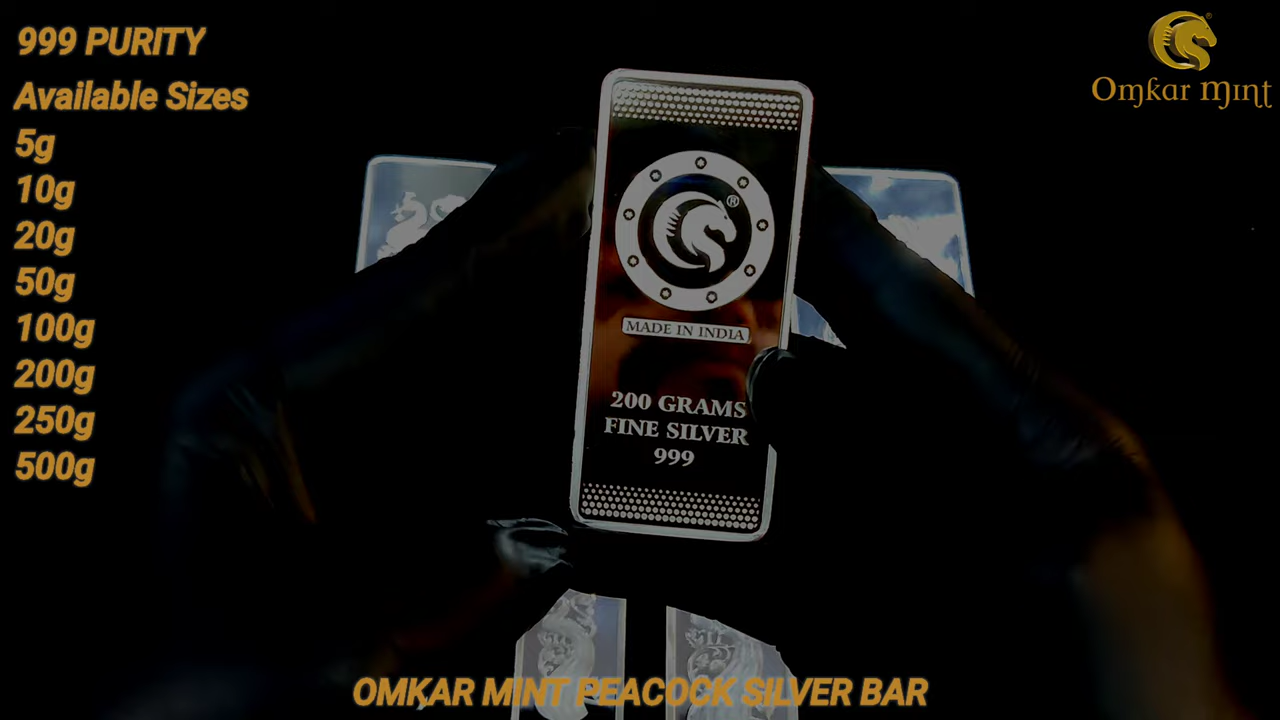 999 PURITY
Available Sizes
5g
10g
20g
50g
100g
200g
250g
500g
Omkar Mint
®
MADE IN INDIA
200 GRAMS
FINE SILVER
999
OMKAR MINT PEACOCK SILVER BAR